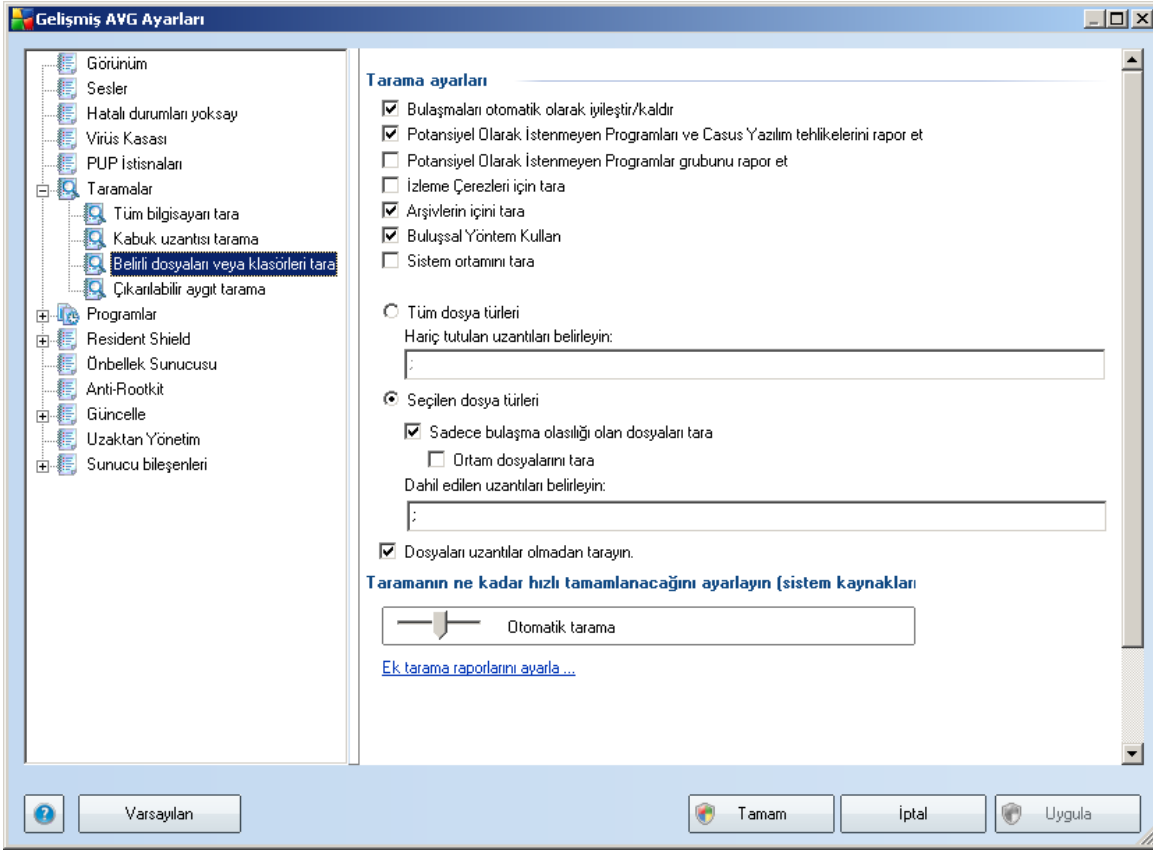 Gelişmiş AVG Ayarları
Görünüm
Sesler
Hatalı durumları yoksay
Virüs Kasası
PUP İstisnaları
Taramalar
Tüm bilgisayarı tara
Kabuk uzantısı tarama
Belirli dosyaları veya klasörleri tara
Çıkarılabilir aygıt tarama
Programlar
Resident Shield
Önbellek Sunucusu
Anti-Rootkit
Güncelle
Uzaktan Yönetim
Sunucu bileşenleri
Tarama ayarları
Bulaşmaları otomatik olarak iyileştir/kaldır
Potansiyel Olarak İstenmeyen Programları ve Casus Yazılım tehlikelerini rapor et
Potansiyel Olarak İstenmeyen Programlar grubunu rapor et
İzleme Çerezleri için tara
Arşivlerin içini tara
Buluşsal Yöntem Kullan
Sistem ortamını tara
Tüm dosya türleri
Hariç tutulan uzantıları belirleyin:
;
Seçilen dosya türleri
Sadece bulaşma olasılığı olan dosyaları tara
Ortam dosyalarını tara
Dahil edilen uzantıları belirleyin:
;
Dosyaları uzantılar olmadan tarayın.
Taramanın ne kadar hızlı tamamlanacağını ayarlayın (sistem kaynakları
Otomatik tarama
Ek tarama raporlarını ayarla ...
Varsayılan
Tamam
İptal
Uygula